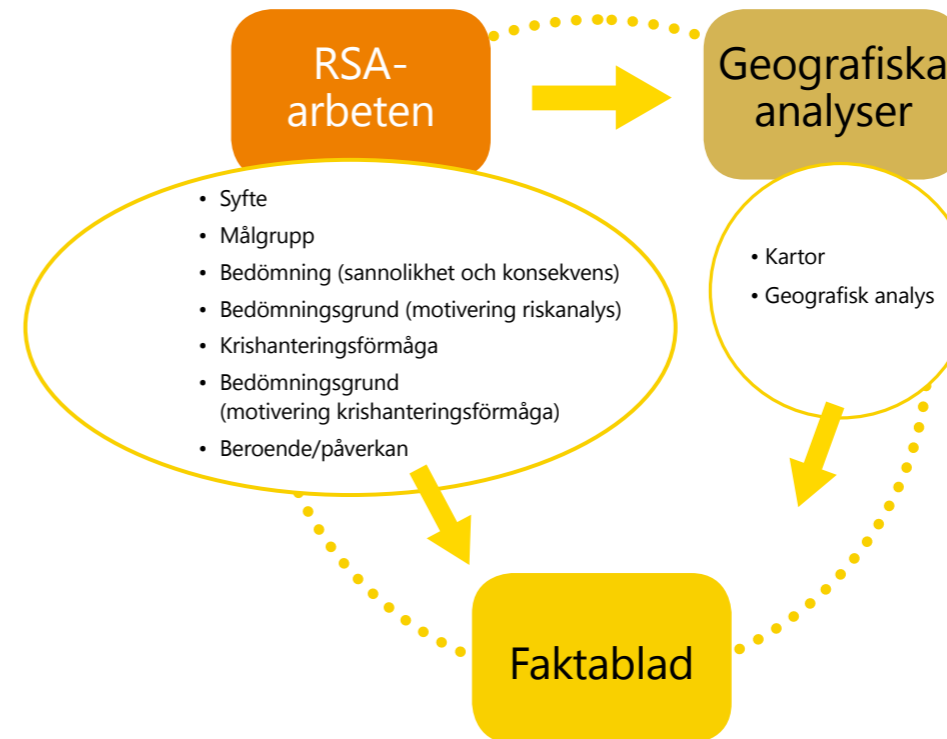 RSA-
arbeten
Geografiska
analyser
• Syfte
• Målgrupp
• Bedömning (sannolikhet och konsekvens)
• Bedömningsgrund (motivering riskanalys)
• Krishanteringsförmåga
• Bedömningsgrund
(motivering krishanteringsförmåga)
• Beroende/påverkan
• Kartor
• Geografisk analys
Faktablad